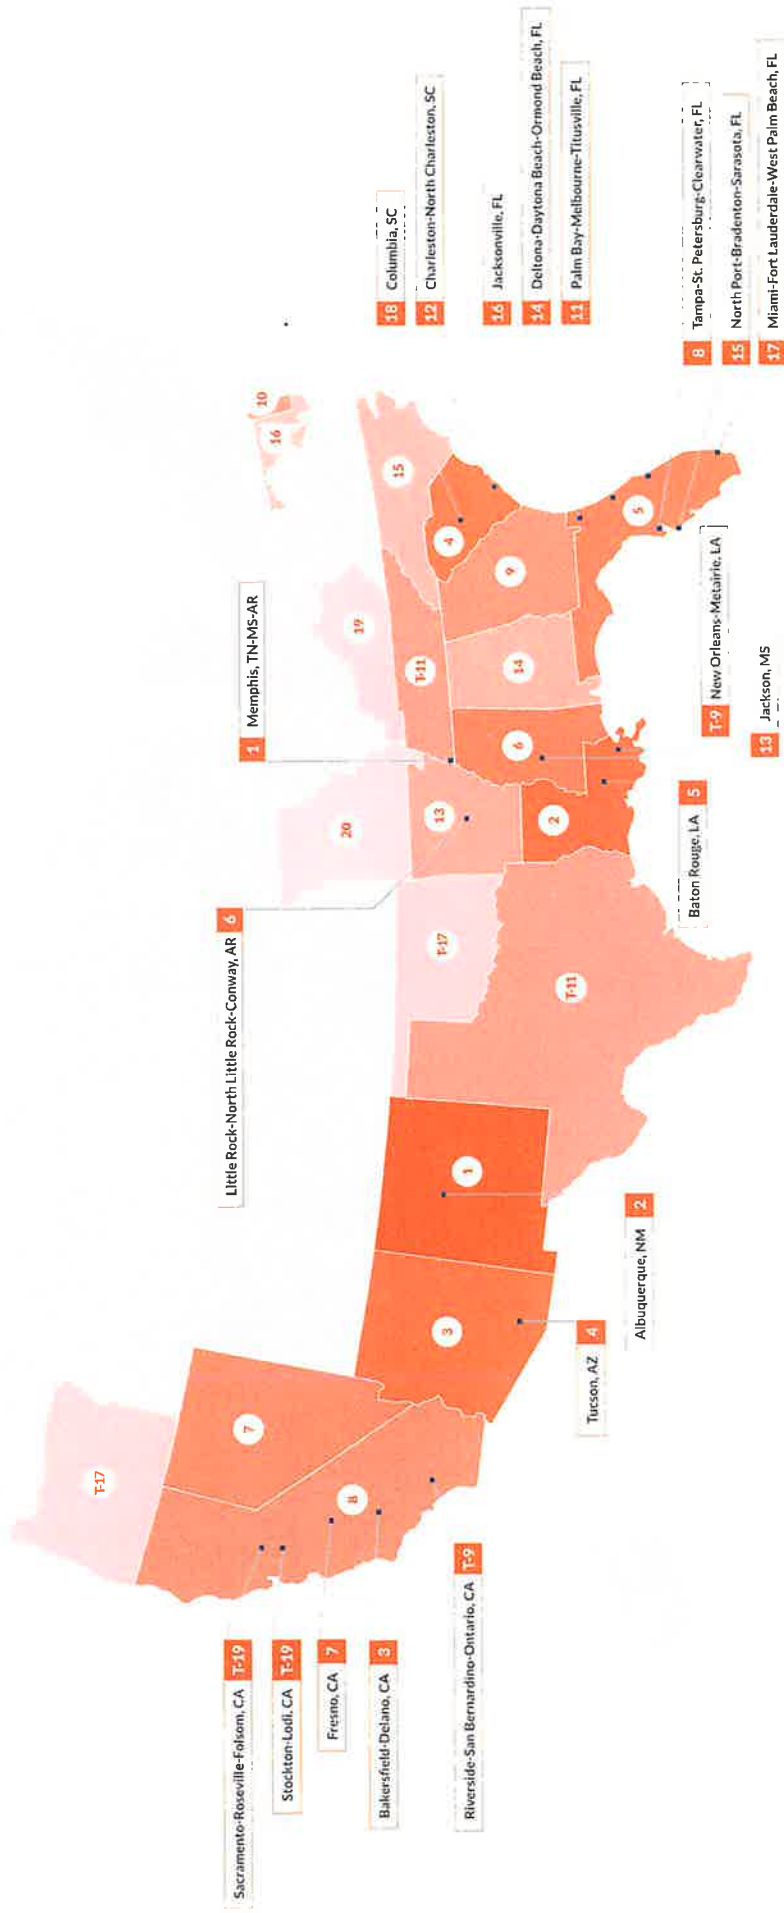 Sacramento-Roseville-Folsom, CA T-19
Stockton-Lodi, CA T-19
Fresno, CA 7
Bakersfield-Delano, CA 3
Riverside-San Bernardino-Ontario, CA T-9
T-17
7
8
3
1
Tucson, AZ 4
Albuquerque, NM 2
Little Rock-North Little Rock-Conway, AR 6
1 Memphis, TN-MS-AR
T-17
T-11
20
13
2
19
T-11
6
14
9
4
15
5
16
10
Baton Rouge, LA 5
T-9 New Orleans-Metairie, LA
13 Jackson, MS
18 Columbia, SC
12 Charleston-North Charleston, SC
16 Jacksonville, FL
14 Deltona-Daytona Beach-Ormond Beach, FL
11 Palm Bay-Melbourne-Titusville, FL
8 Tampa-St. Petersburg-Clearwater, FL
15 North Port-Bradenton-Sarasota, FL
17 Miami-Fort Lauderdale-West Palm Beach, FL